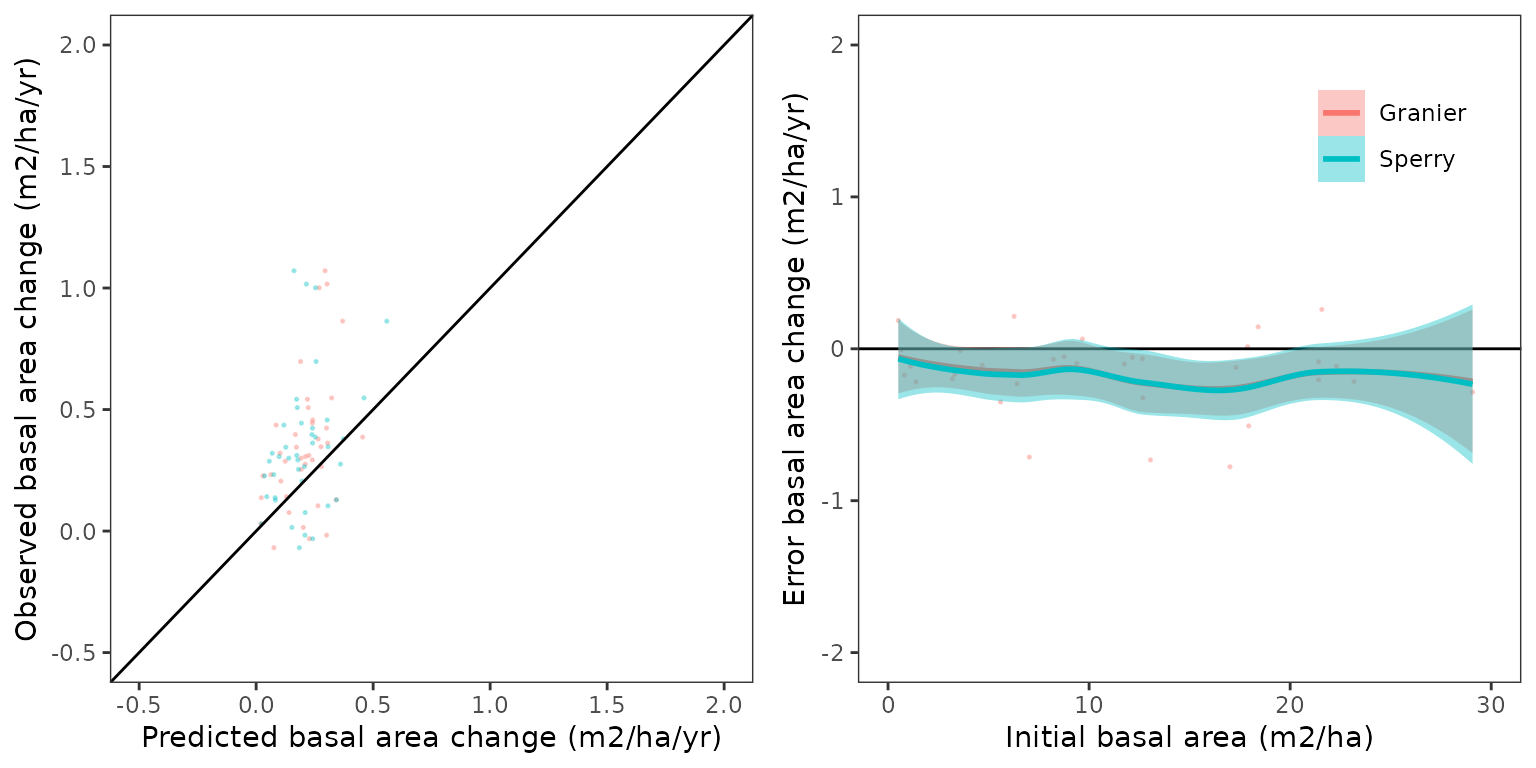 Observed basal area change (m2/ha/yr)
2.0
1.5
1.0
0.5
0.0
-0.5
-0.5 0.0 0.5 1.0 1.5 2.0
Predicted basal area change (m2/ha/yr)
Error basal area change (m2/ha/yr)
2
1
0
-1
-2
Granier
Sperry
0 10 20 30
Initial basal area (m2/ha)